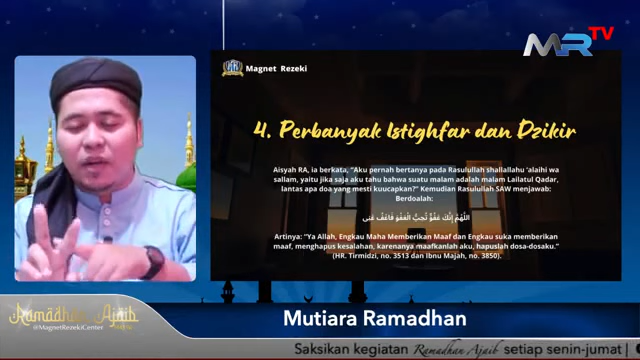 MR TV
Magnet Rezeki
4. Perbanyak Istighfar dan Dzikir
Aisyah RA, ia berkata, "Aku pernah bertanya pada Rasulullah shallallahu 'alaihi wa
sallam, yaitu jika saja aku tahu bahwa suatu malam adalah malam Lailatul Qadar,
lantas apa doa yang mesti kuucapkan?" Kemudian Rasulullah SAW menjawab:
Berdoalah:
اللَّهُمَّ إِنَّكَ عَفُوٌّ تُحِبُّ الْعَفْوَ فَاعْفُ عَنِّى
Artinya: "Ya Allah, Engkau Maha Memberikan Maaf dan Engkau suka memberikan
maaf, menghapus kesalahan, karenanya maafkanlah aku, hapuslah dosa-dosaku."
(HR. Tirmidzi, no. 3513 dan Ibnu Majah, no. 3850).
Ramadhan Ajaib
@MagnetRezekiCenter
Mutiara Ramadhan
Saksikan kegiatan Ramadhan Ajaib setiap senin-jumat |